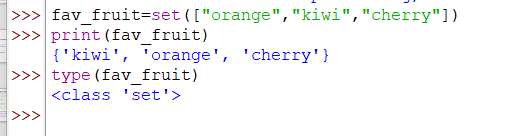 >>> fav_fruit=set(["orange","kiwi","cherry"])
>>> print(fav_fruit)
{'kiwi', 'orange', 'cherry'}
>>> type(fav_fruit)
<class 'set'>
>>>